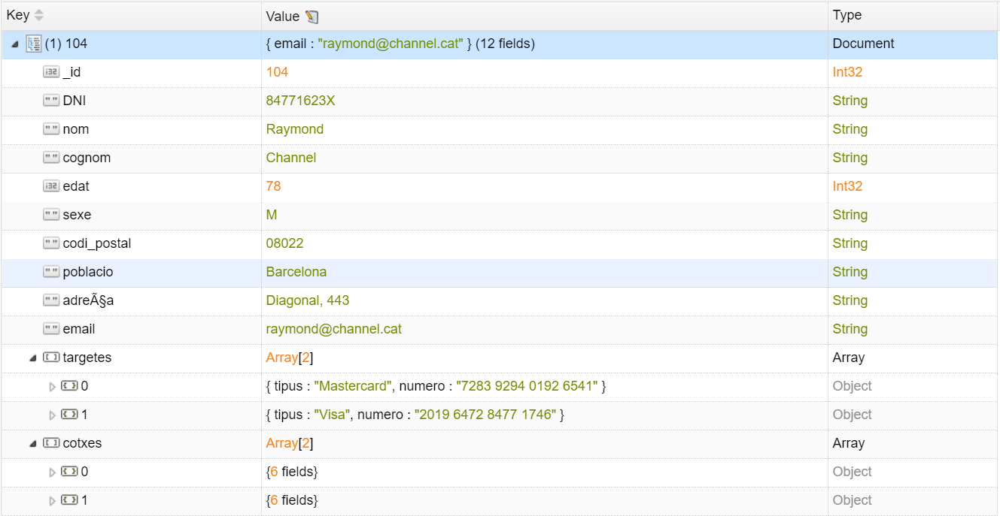 Key Value Type
(1) 104 { email : "raymond@channel.cat" } (12 fields) Document
i32 _id 104 Int32
"" DNI 84771623X String
"" nom Raymond String
"" cognom Channel String
i32 edat 78 Int32
"" sexe M String
"" codi_postal 08022 String
"" poblacio Barcelona String
"" adreÃ§a Diagonal, 443 String
"" email raymond@channel.cat String
[ ] targetes Array[2] Array
{ } 0 { tipus : "Mastercard", numero : "7283 9294 0192 6541" } Object
{ } 1 { tipus : "Visa", numero : "2019 6472 8477 1746" } Object
[ ] cotxes Array[2] Array
{ } 0 {6 fields} Object
{ } 1 {6 fields} Object